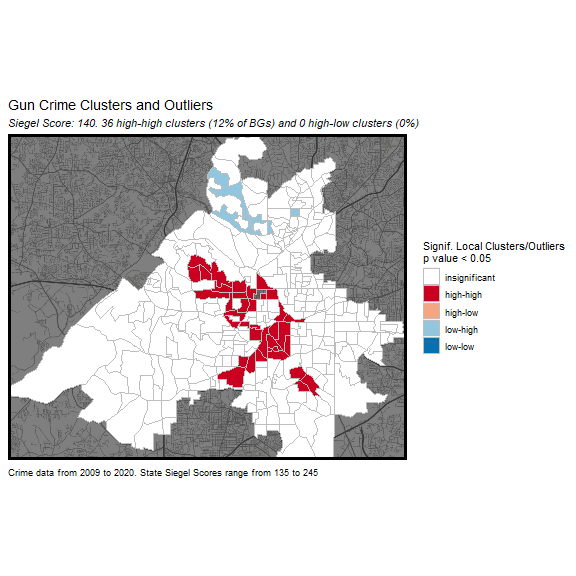 Gun Crime Clusters and Outliers
Siegel Score: 140. 36 high-high clusters (12% of BGs) and 0 high-low clusters (0%)
Signif. Local Clusters/Outliers
p value < 0.05
insignificant
high-high
high-low
low-high
low-low
Crime data from 2009 to 2020. State Siegel Scores range from 135 to 245